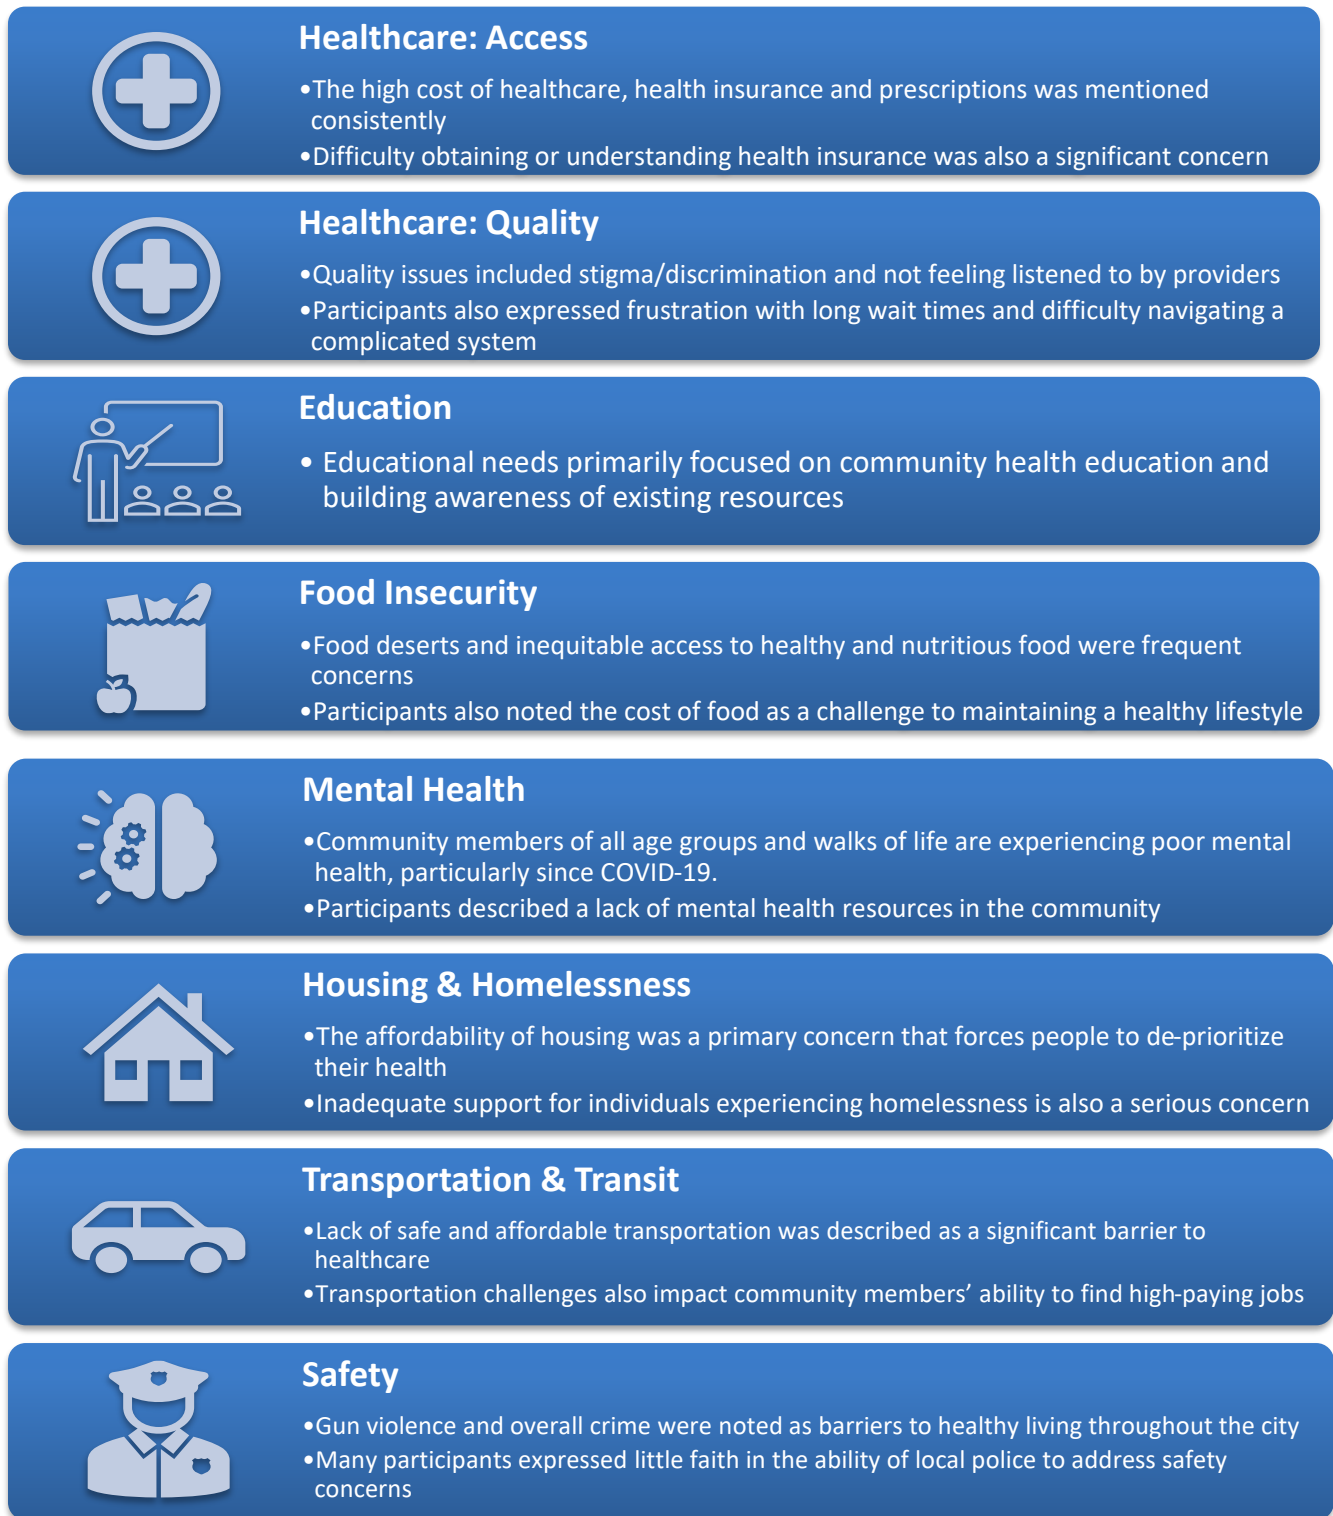 Healthcare: Access
•The high cost of healthcare, health insurance and prescriptions was mentioned
consistently
•Difficulty obtaining or understanding health insurance was also a significant concern
Healthcare: Quality
•Quality issues included stigma/discrimination and not feeling listened to by providers
•Participants also expressed frustration with long wait times and difficulty navigating a
complicated system
Education
• Educational needs primarily focused on community health education and
building awareness of existing resources
Food Insecurity
•Food deserts and inequitable access to healthy and nutritious food were frequent
concerns
•Participants also noted the cost of food as a challenge to maintaining a healthy lifestyle
Mental Health
•Community members of all age groups and walks of life are experiencing poor mental
health, particularly since COVID-19.
•Participants described a lack of mental health resources in the community
Housing & Homelessness
•The affordability of housing was a primary concern that forces people to de-prioritize
their health
•Inadequate support for individuals experiencing homelessness is also a serious concern
Transportation & Transit
•Lack of safe and affordable transportation was described as a significant barrier to
healthcare
•Transportation challenges also impact community members’ ability to find high-paying jobs
Safety
•Gun violence and overall crime were noted as barriers to healthy living throughout the city
•Many participants expressed little faith in the ability of local police to address safety
concerns